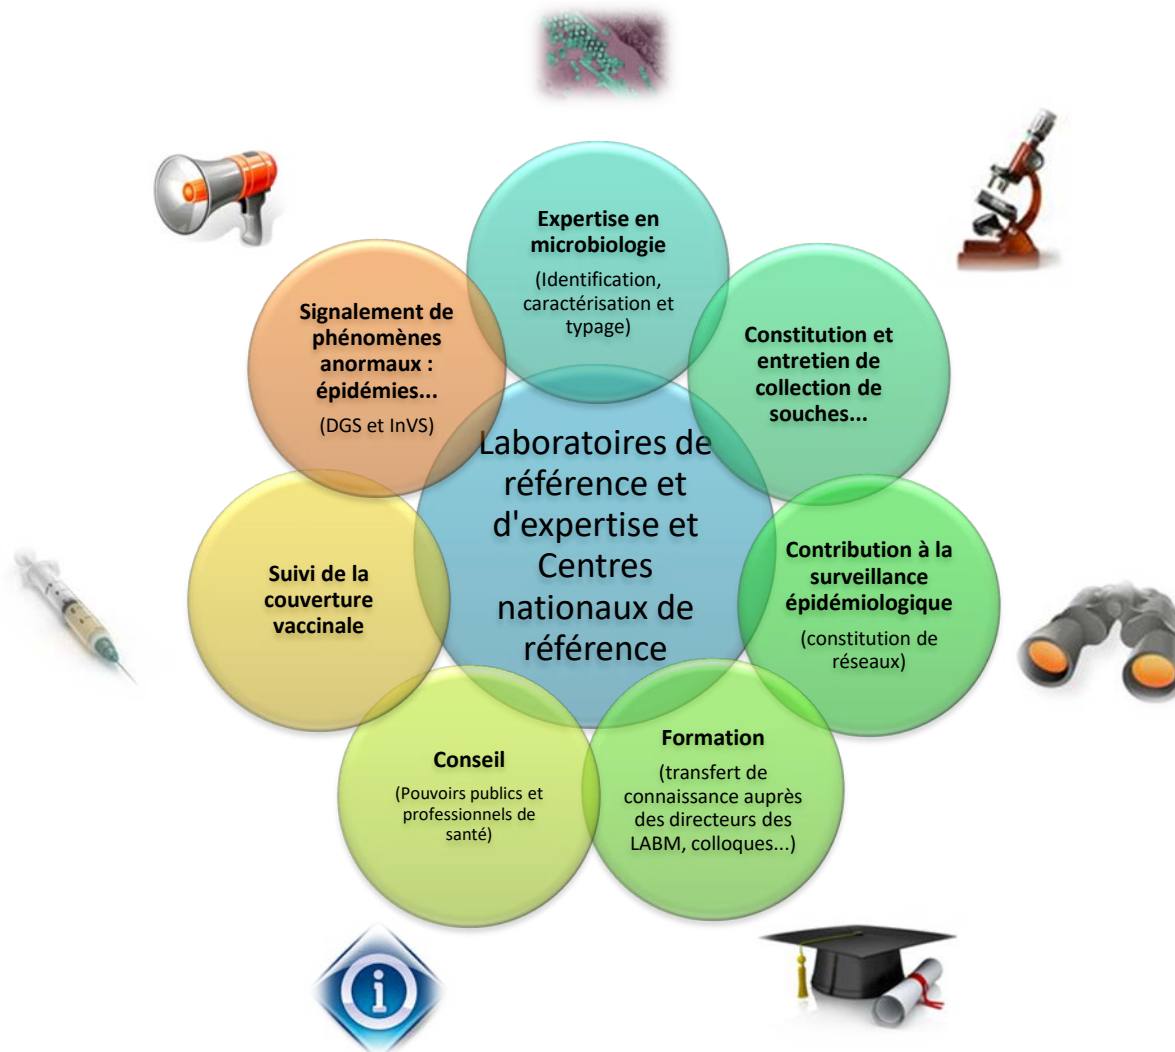 Expertise en
microbiologie
(Identification,
caractérisation et
typage)
Constitution et
entretien de
collection de
souches...
Contribution à la
surveillance
épidémiologique
(constitution de
réseaux)
Formation
(transfert de
connaissance auprès
des directeurs des
LABM, colloques...)
Conseil
(Pouvoirs publics et
professionnels de
santé)
Suivi de la
couverture
vaccinale
Signalement de
phénomènes
anormaux :
épidémies...
(DGS et InVS)
Laboratoires de
référence et
d'expertise et
Centres
nationaux de
référence